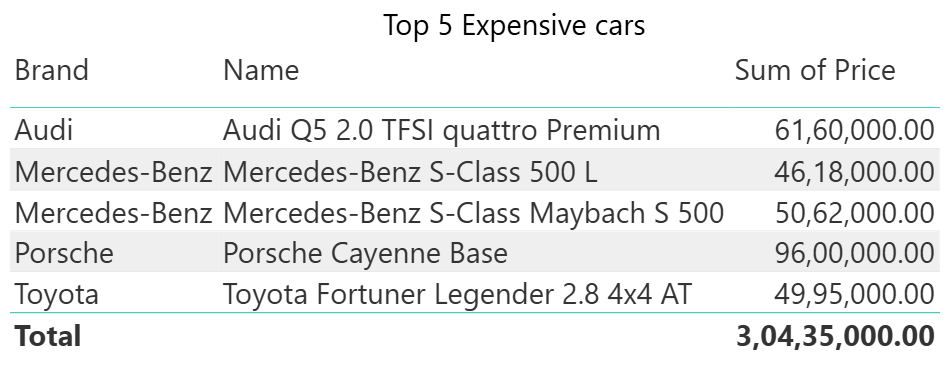 Top 5 Expensive cars
Brand Name Sum of Price
Audi Audi Q5 2.0 TFSI quattro Premium 61,60,000.00
Mercedes-Benz Mercedes-Benz S-Class 500 L 46,18,000.00
Mercedes-Benz Mercedes-Benz S-Class Maybach S 500 50,62,000.00
Porsche Porsche Cayenne Base 96,00,000.00
Toyota Toyota Fortuner Legender 2.8 4x4 AT 49,95,000.00
Total 3,04,35,000.00